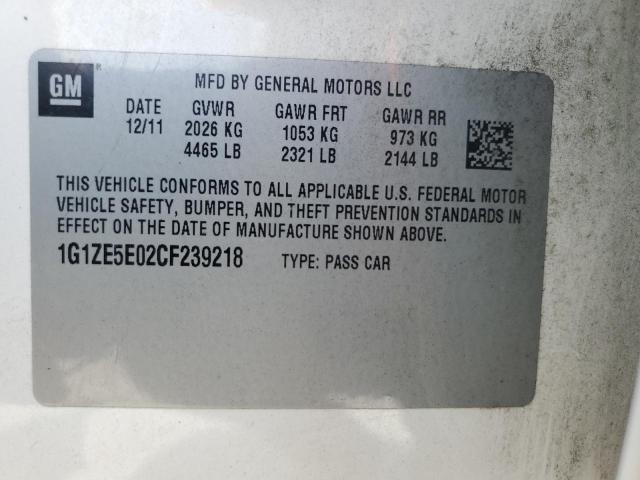 GM®
MFD BY GENERAL MOTORS LLC
DATE GVWR GAWR FRT GAWR RR
12/11 2026 KG 1053 KG 973 KG
4465 LB 2321 LB 2144 LB
THIS VEHICLE CONFORMS TO ALL APPLICABLE U.S. FEDERAL MOTOR
VEHICLE SAFETY, BUMPER, AND THEFT PREVENTION STANDARDS IN
EFFECT ON THE DATE OF MANUFACTURE SHOWN ABOVE.
1G1ZE5E02CF239218 TYPE: PASS CAR